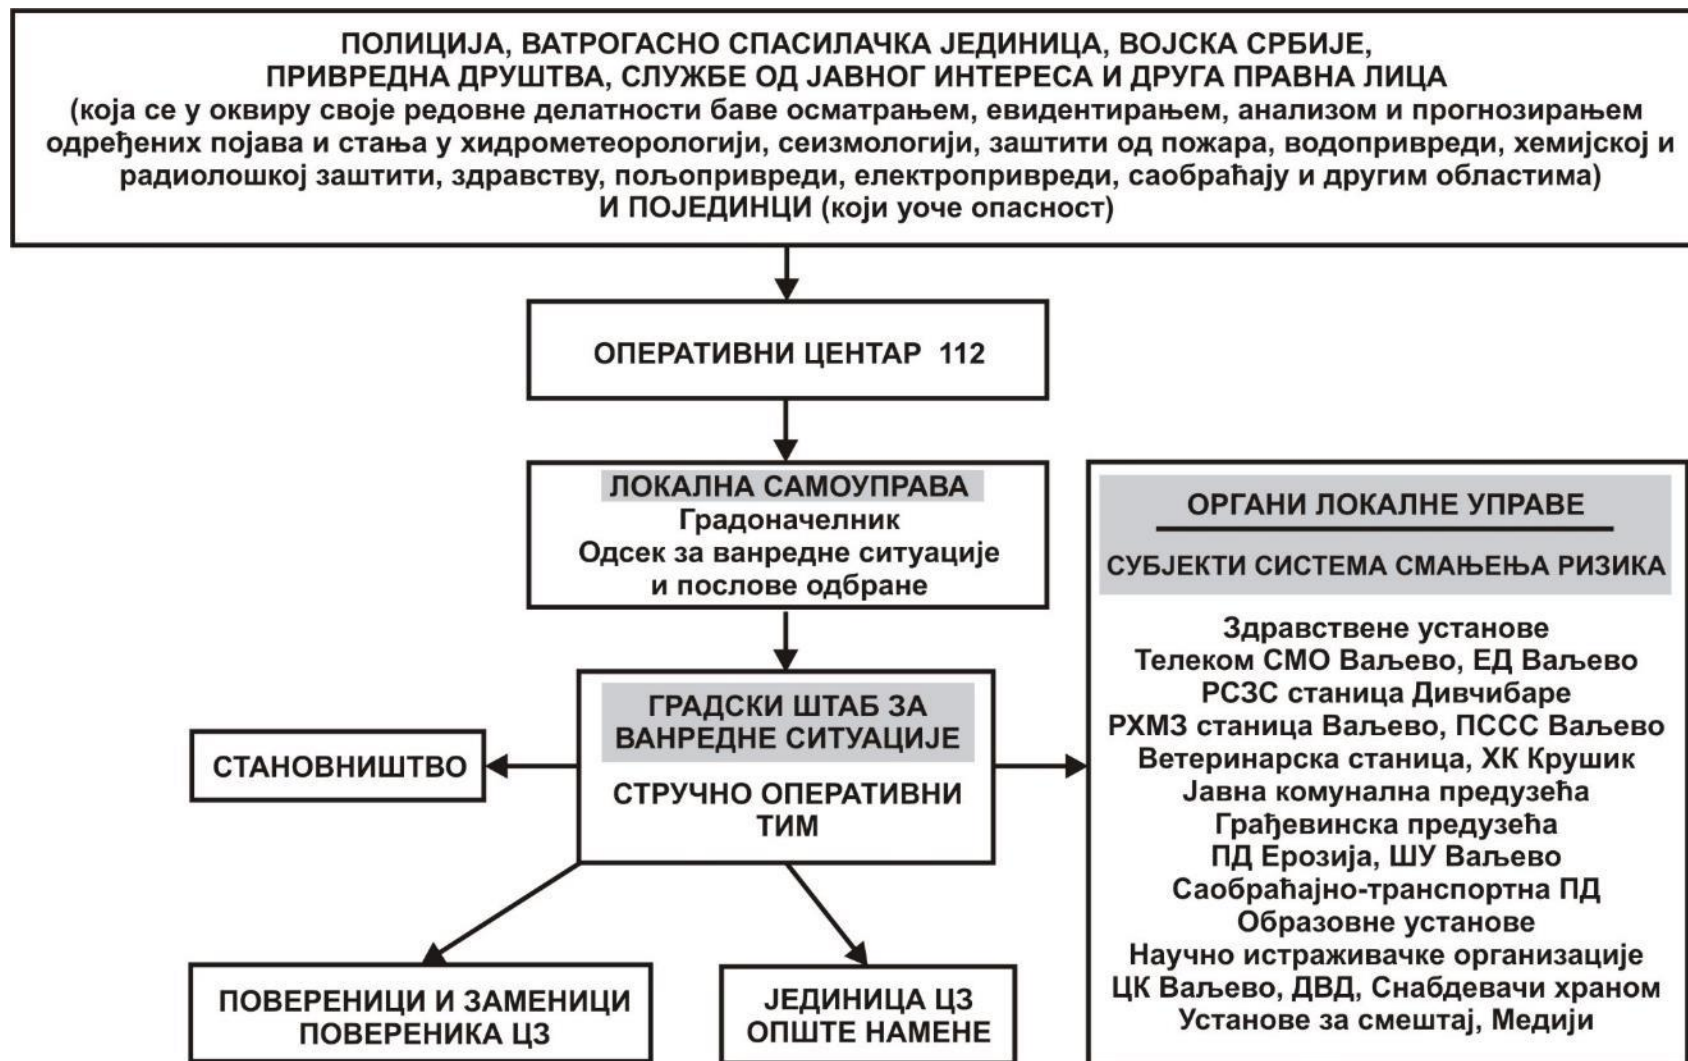 ПОЛИЦИЈА, ВАТРОГАСНО СПАСИЛАЧКА ЈЕДИНИЦА, ВОЈСКА СРБИЈЕ,
ПРИВРЕДНА ДРУШТВА, СЛУЖБЕ ОД ЈАВНОГ ИНТЕРЕСА И ДРУГА ПРАВНА ЛИЦА
(која се у оквиру своје редовне делатности баве осматрањем, евидентирањем, анализом и прогнозирањем
одређених појава и стања у хидрометеорологији, сеизмологији, заштити од пожара, водопривреди, хемијској и
радиолошкој заштити, здравству, пољопривреди, електропривреди, саобраћају и другим областима)
И ПОЈЕДИНЦИ (који уоче опасност)
ОПЕРАТИВНИ ЦЕНТАР 112
ЛОКАЛНА САМОУПРАВА
Градоначелник
Одсек за ванредне ситуације
и послове одбране
ГРАДСКИ ШТАБ ЗА
ВАНРЕДНЕ СИТУАЦИЈЕ
СТРУЧНО ОПЕРАТИВНИ
ТИМ
СТАНОВНИШТВО
ПОВЕРЕНИЦИ И ЗАМЕНИЦИ
ПОВЕРЕНИКА ЦЗ
ЈЕДИНИЦА ЦЗ
ОПШТЕ НАМЕНЕ
ОРГАНИ ЛОКАЛНЕ УПРАВЕ
СУБЈЕКТИ СИСТЕМА СМАЊЕЊА РИЗИКА
Здравствене установе
Телеком СМО Ваљево, ЕД Ваљево
РСЗС станица Дивчибаре
РХМЗ станица Ваљево, ПССС Ваљево
Ветеринарска станица, ХК Крушик
Јавна комунална предузећа
Грађевинска предузећа
ПД Ерозија, ШУ Ваљево
Саобраћајно-транспортна ПД
Образовне установе
Научно истраживачке организације
ЦК Ваљево, ДВД, Снабдевачи храном
Установе за смештај, Медији